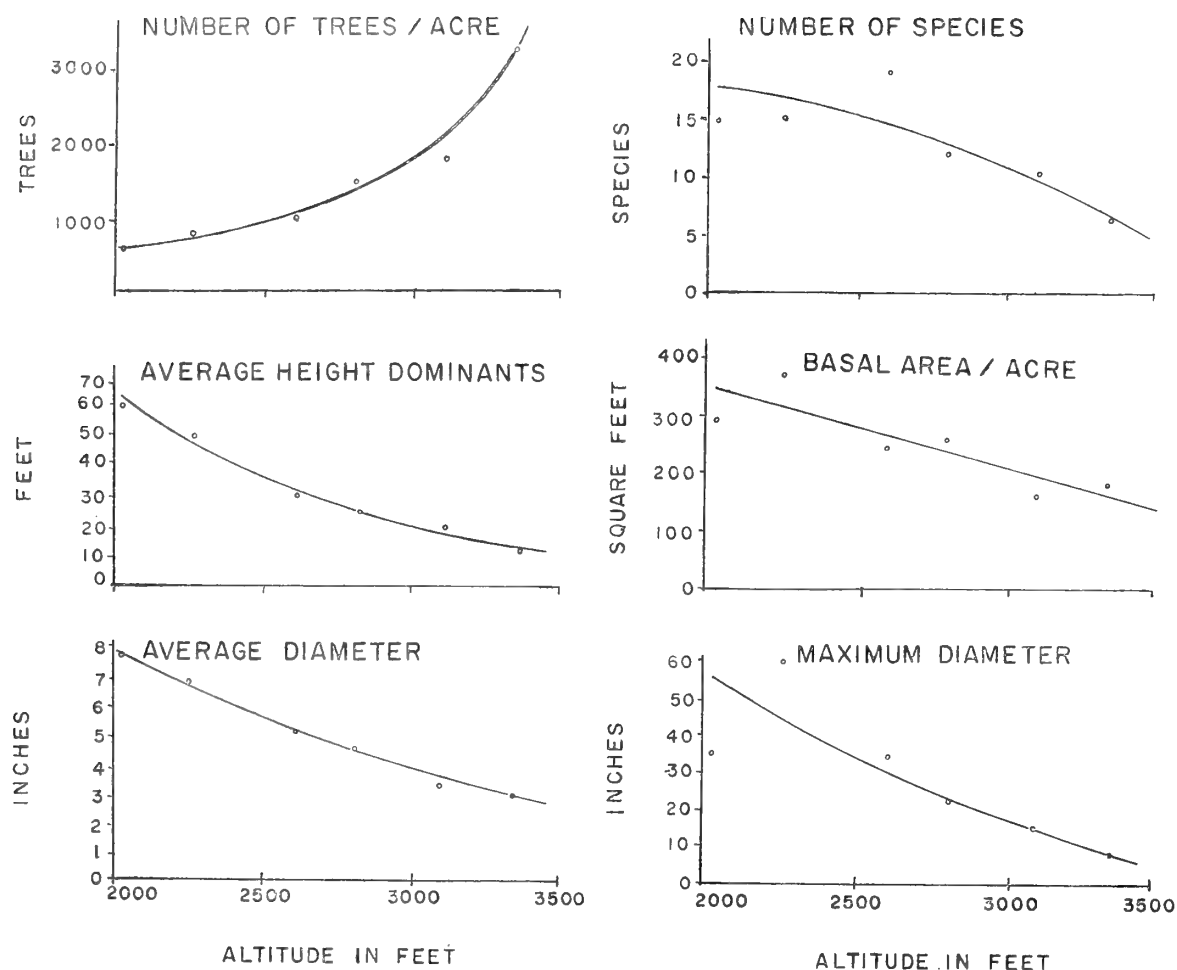 NUMBER OF TREES / ACRE
TREES
3000
2000
1000
NUMBER OF SPECIES
SPECIES
20
15
10
5
0
AVERAGE HEIGHT DOMINANTS
FEET
70
60
50
40
30
20
10
0
BASAL AREA / ACRE
SQUARE FEET
400
300
200
100
0
AVERAGE DIAMETER
INCHES
8
7
6
5
4
3
2
1
0
2000 2500 3000 3500
ALTITUDE IN FEET
MAXIMUM DIAMETER
INCHES
60
50
40
30
20
10
0
2000 2500 3000 3500
ALTITUDE IN FEET